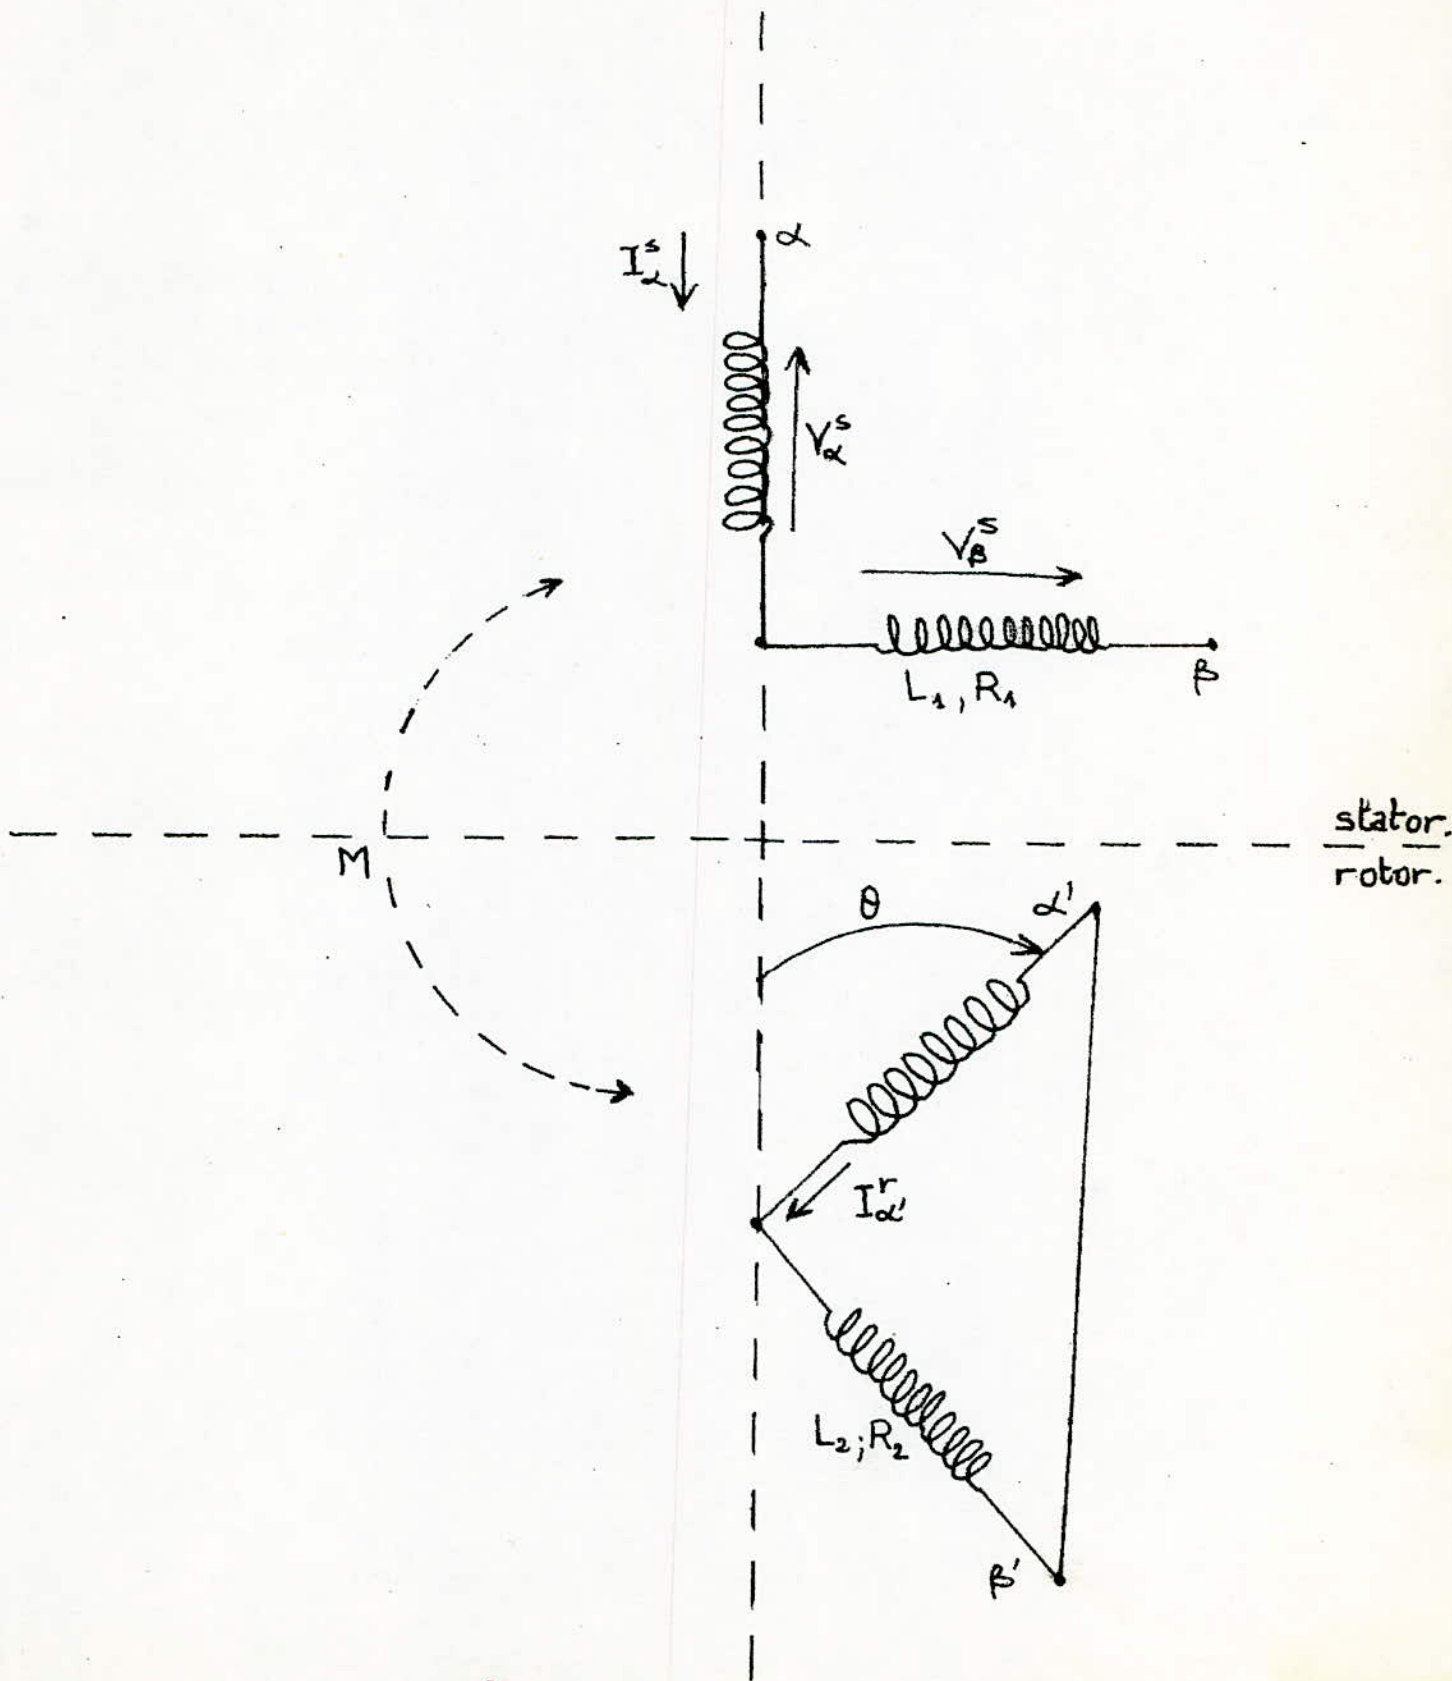 α
I_α^s
V_α^s
V_β^s
L₁, R₁
β
stator.
M
rotor.
θ
α'
I_α'^r
L₂; R₂
β'